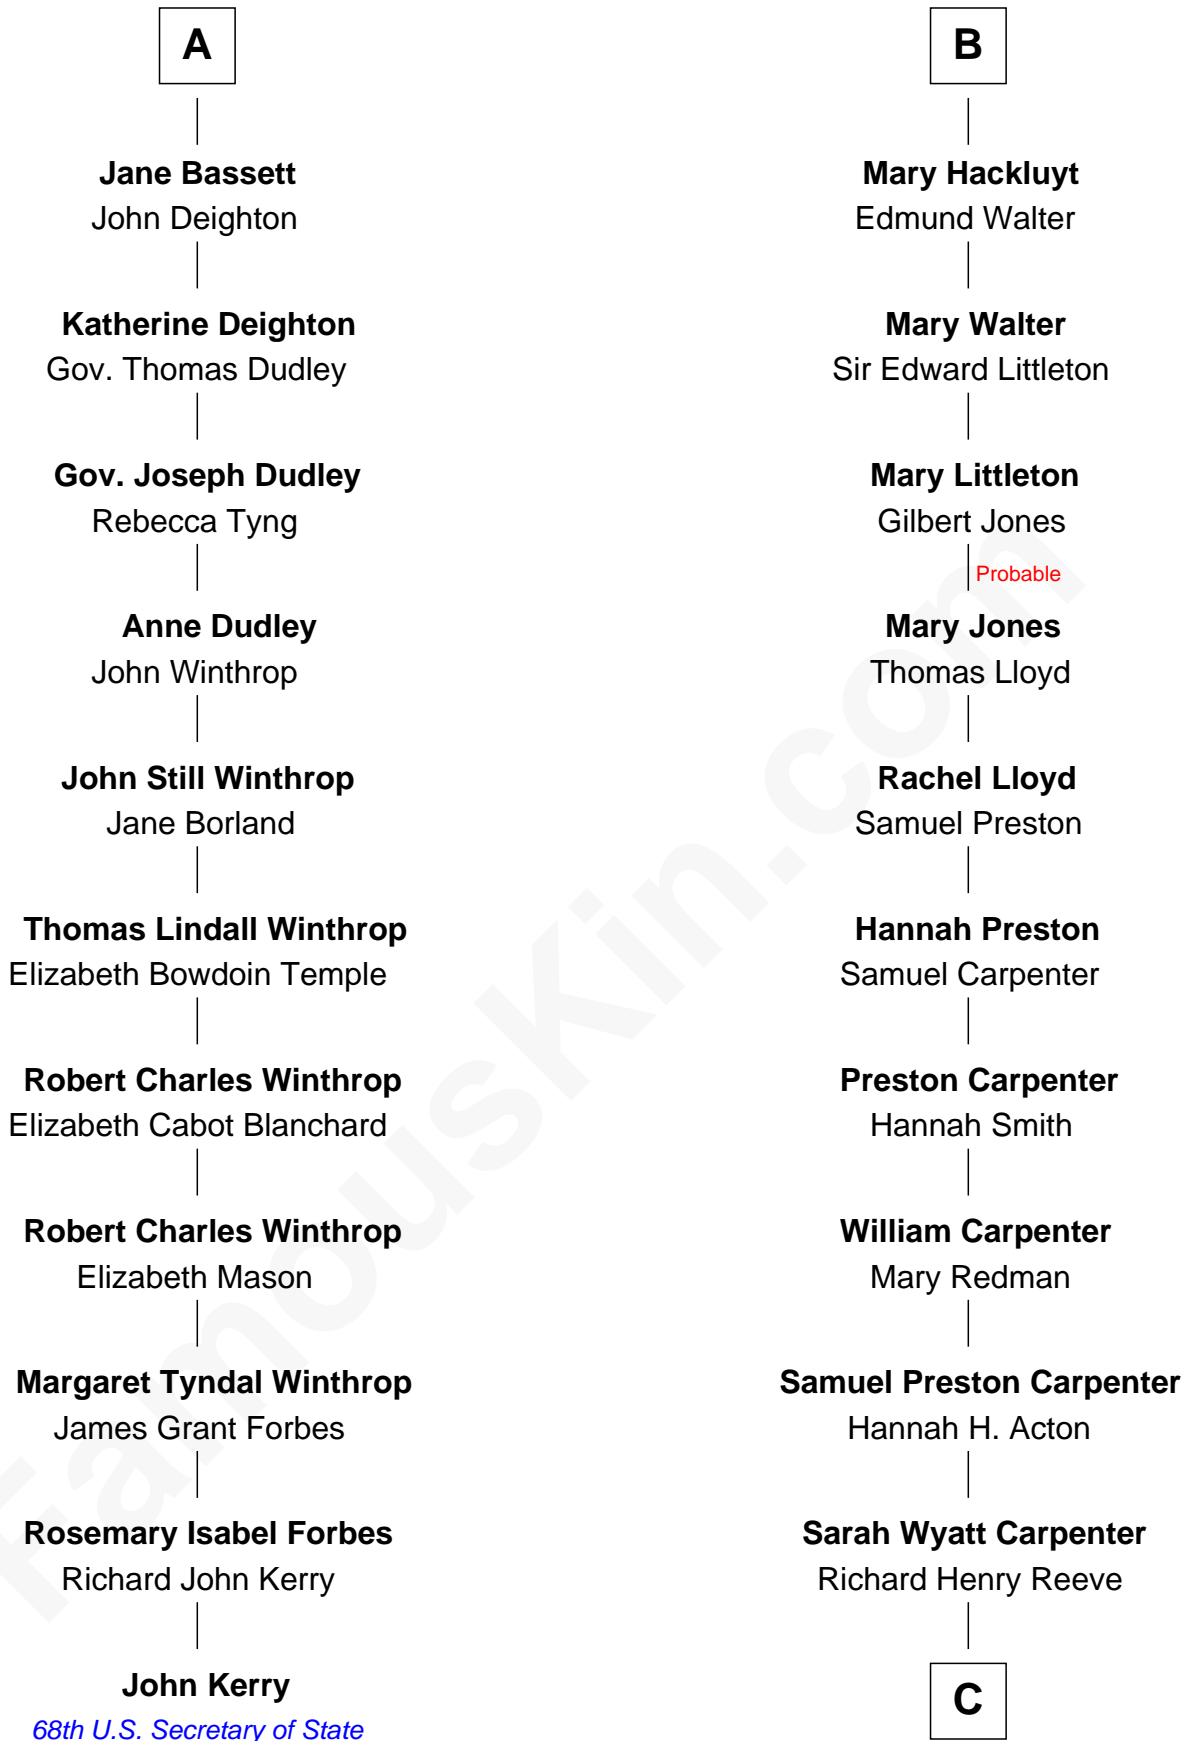 A
Jane Bassett
John Deighton
Katherine Deighton
Gov. Thomas Dudley
Gov. Joseph Dudley
Rebecca Tyng
Anne Dudley
John Winthrop
John Still Winthrop
Jane Borland
Thomas Lindall Winthrop
Elizabeth Bowdoin Temple
Robert Charles Winthrop
Elizabeth Cabot Blanchard
Robert Charles Winthrop
Elizabeth Mason
Margaret Tyndal Winthrop
James Grant Forbes
Rosemary Isabel Forbes
Richard John Kerry
John Kerry
68th U.S. Secretary of State
B
Mary Hackluyt
Edmund Walter
Mary Walter
Sir Edward Littleton
Mary Littleton
Gilbert Jones
Probable
Mary Jones
Thomas Lloyd
Rachel Lloyd
Samuel Preston
Hannah Preston
Samuel Carpenter
Preston Carpenter
Hannah Smith
William Carpenter
Mary Redman
Samuel Preston Carpenter
Hannah H. Acton
Sarah Wyatt Carpenter
Richard Henry Reeve
C
FamousKin.com